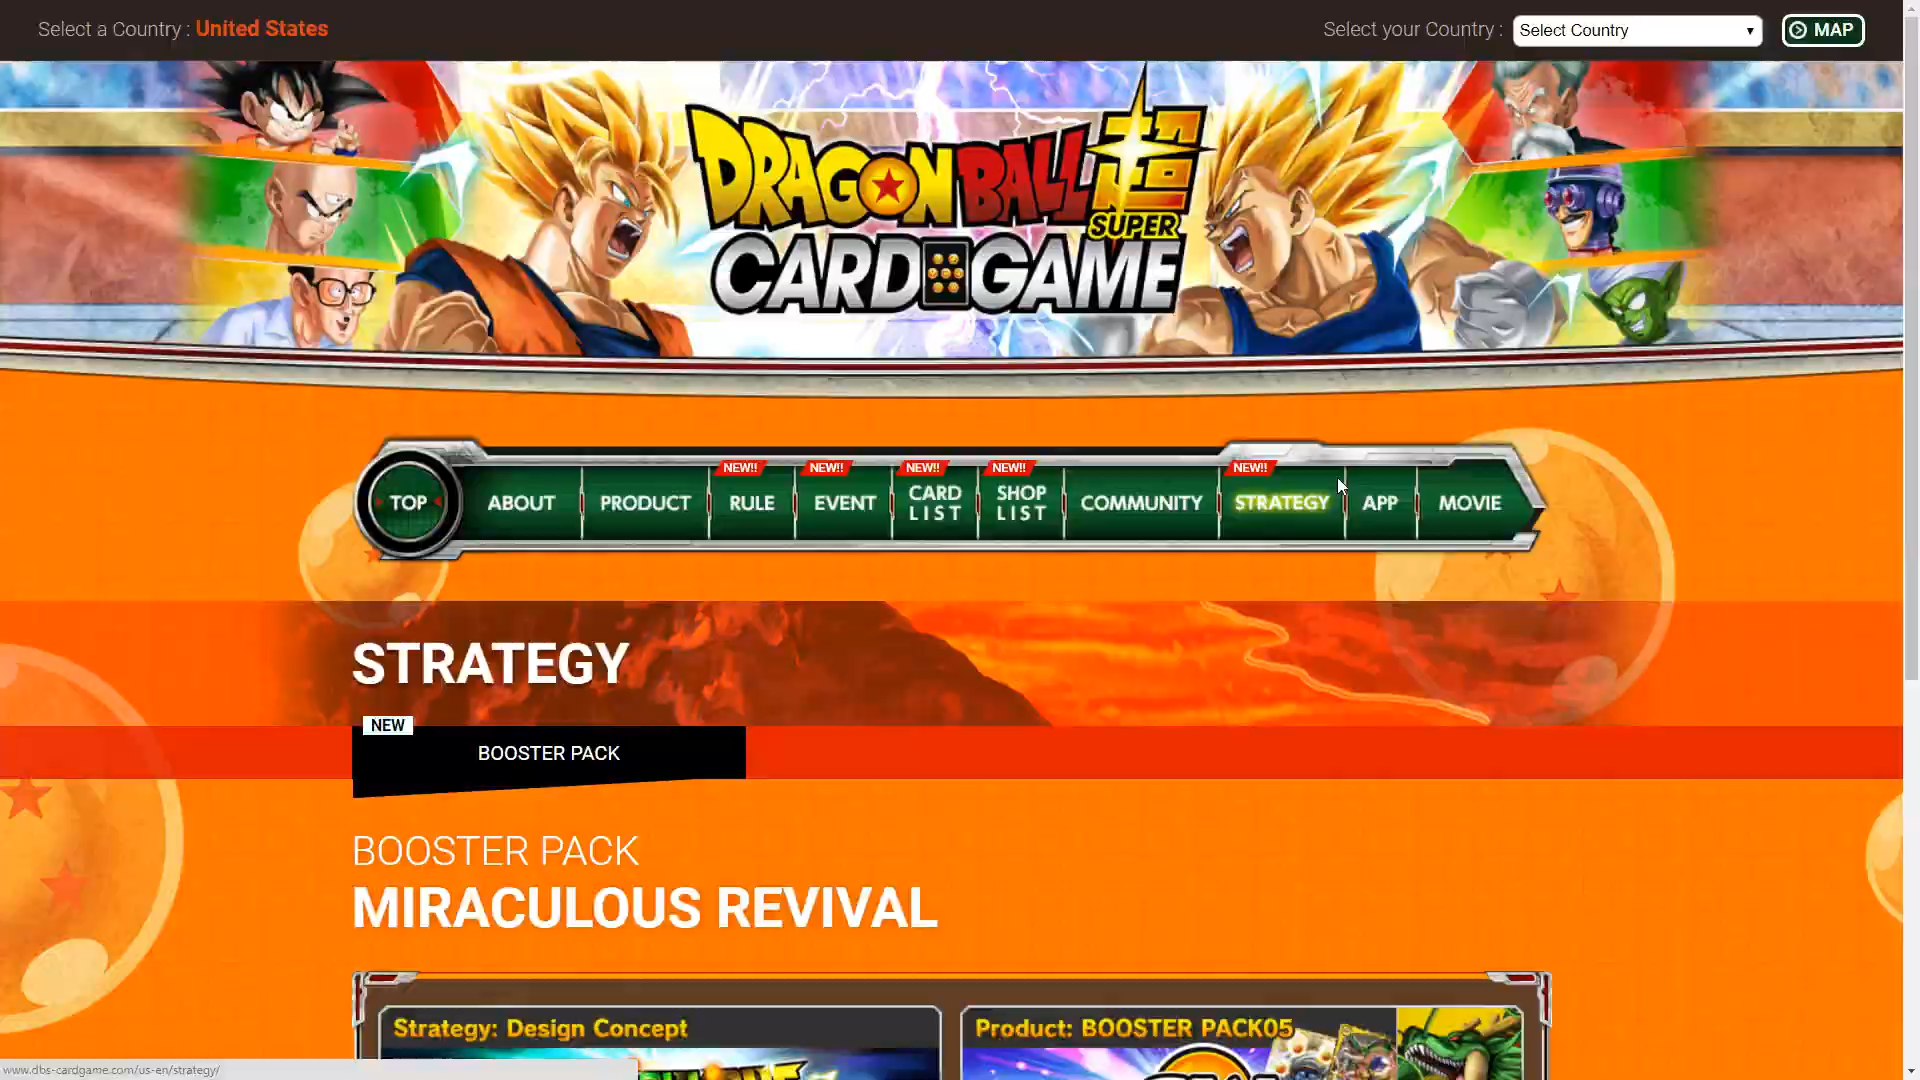 Select a Country : United States
Select your Country :
Select Country
MAP
DRAGON BALL
SUPER
CARD GAME
TOP
ABOUT
PRODUCT
NEW!!
RULE
NEW!!
EVENT
NEW!!
CARD
LIST
NEW!!
SHOP
LIST
COMMUNITY
NEW!!
STRATEGY
APP
MOVIE
STRATEGY
NEW
BOOSTER PACK
BOOSTER PACK
MIRACULOUS REVIVAL
Strategy: Design Concept
Product: BOOSTER PACK05
www.dbs-cardgame.com/us-en/strategy/